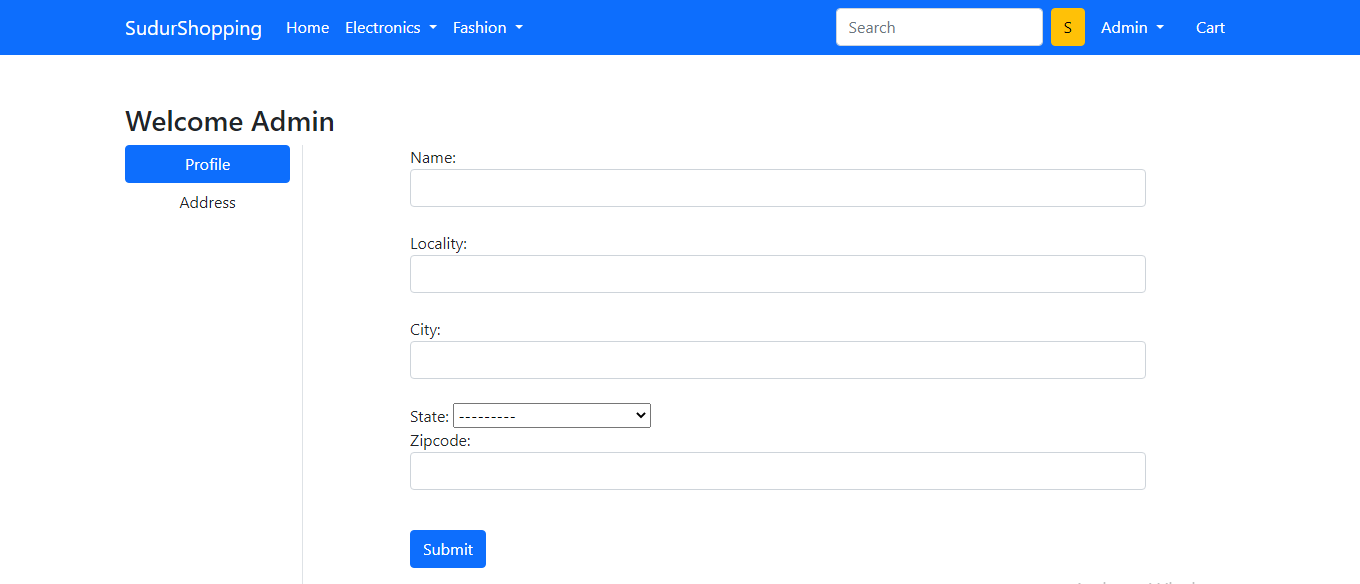 SudurShopping Home Electronics Fashion Search S Admin Cart
Welcome Admin
Profile
Address
Name:
Locality:
City:
State: ---------
Zipcode:
Submit